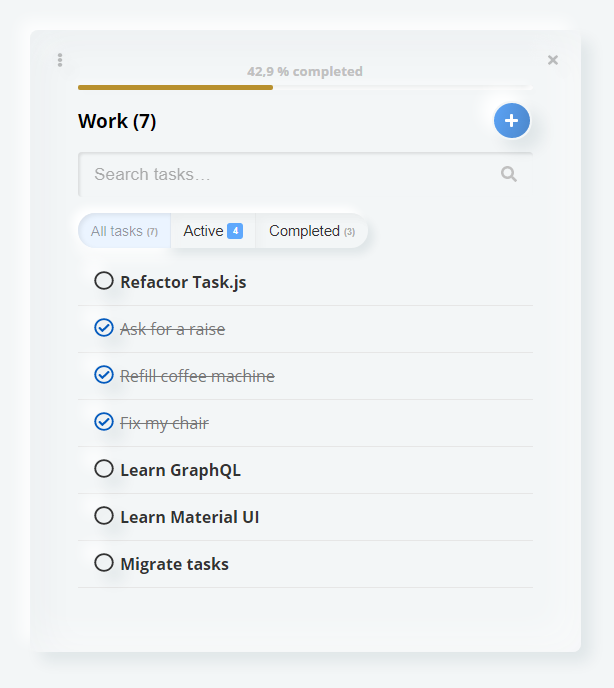 42,9 % completed
Work (7)
Search tasks…
All tasks (7) Active 4 Completed (3)
Refactor Task.js
Ask for a raise
Refill coffee machine
Fix my chair
Learn GraphQL
Learn Material UI
Migrate tasks